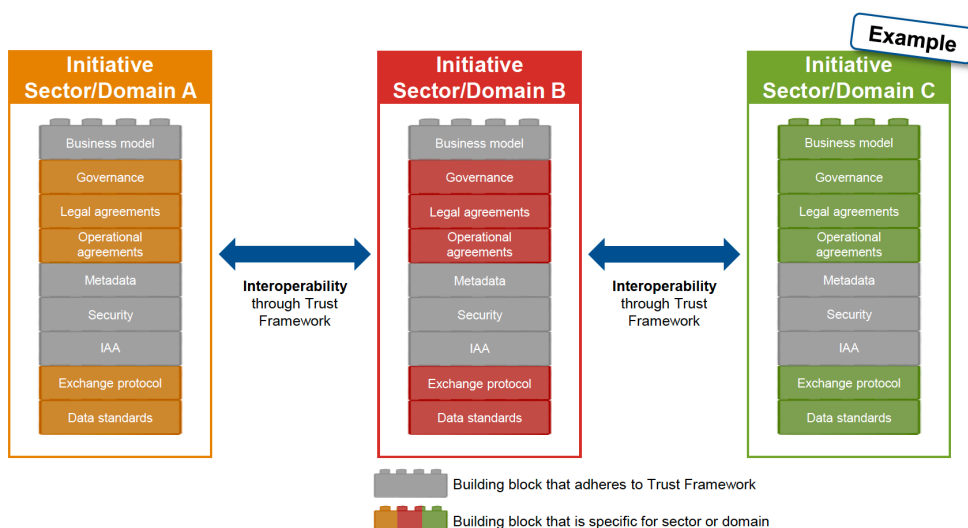 Example
Initiative
Sector/Domain A
Business model
Governance
Legal agreements
Operational
agreements
Metadata
Security
IAA
Exchange protocol
Data standards
Interoperability
through Trust
Framework
Initiative
Sector/Domain B
Business model
Governance
Legal agreements
Operational
agreements
Metadata
Security
IAA
Exchange protocol
Data standards
Interoperability
through Trust
Framework
Initiative
Sector/Domain C
Business model
Governance
Legal agreements
Operational
agreements
Metadata
Security
IAA
Exchange protocol
Data standards
Building block that adheres to Trust Framework
Building block that is specific for sector or domain